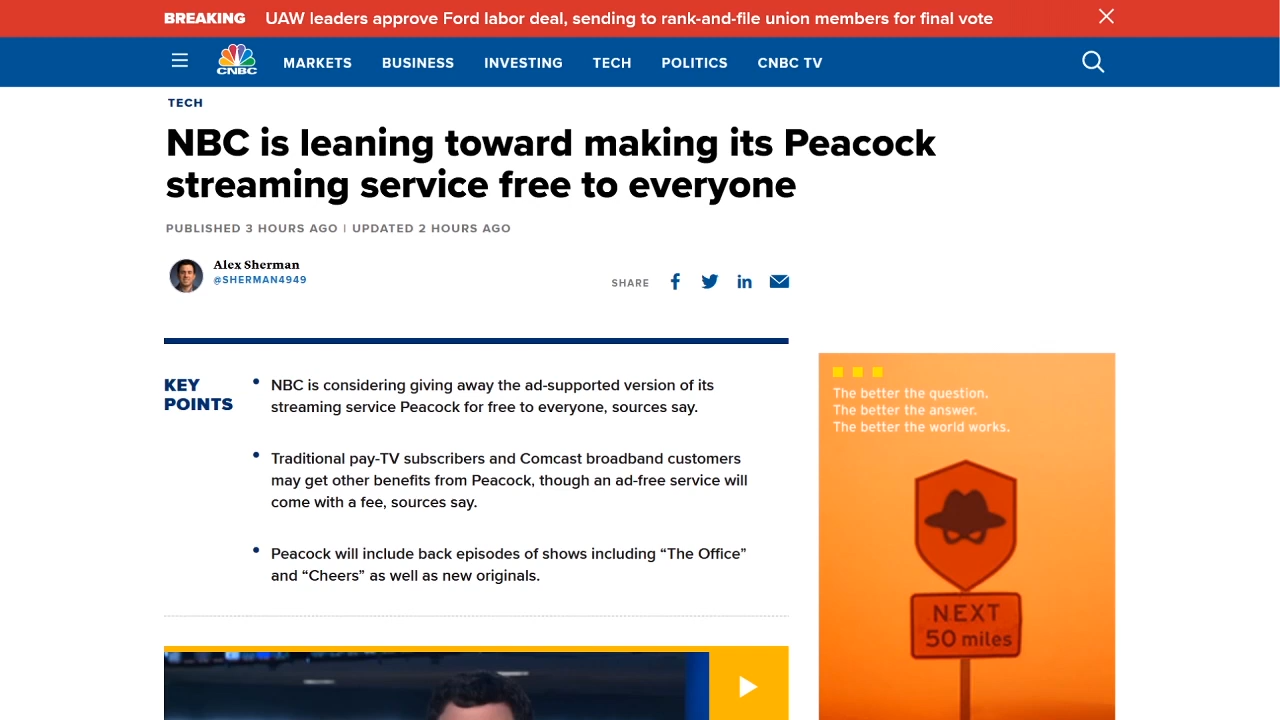 BREAKING UAW leaders approve Ford labor deal, sending to rank-and-file union members for final vote
CNBC
MARKETS BUSINESS INVESTING TECH POLITICS CNBC TV
TECH
NBC is leaning toward making its Peacock
streaming service free to everyone
PUBLISHED 3 HOURS AGO | UPDATED 2 HOURS AGO
Alex Sherman
@SHERMAN4949
SHARE
KEY
POINTS
NBC is considering giving away the ad-supported version of its
streaming service Peacock for free to everyone, sources say.
Traditional pay-TV subscribers and Comcast broadband customers
may get other benefits from Peacock, though an ad-free service will
come with a fee, sources say.
Peacock will include back episodes of shows including “The Office”
and “Cheers” as well as new originals.
The better the question.
The better the answer.
The better the world works.
NEXT
50 miles